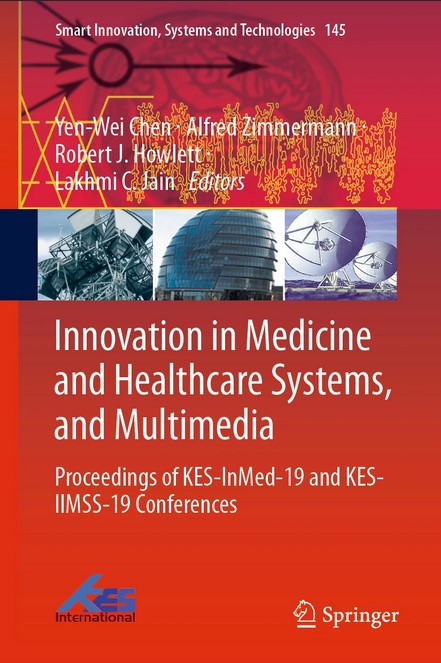 Smart Innovation, Systems and Technologies 145
Yen-Wei Chen · Alfred Zimmermann ·
Robert J. Howlett ·
Lakhmi C. Jain Editors
Innovation in Medicine
and Healthcare Systems,
and Multimedia
Proceedings of KES-InMed-19 and KES-
IIMSS-19 Conferences
KES
International
Springer